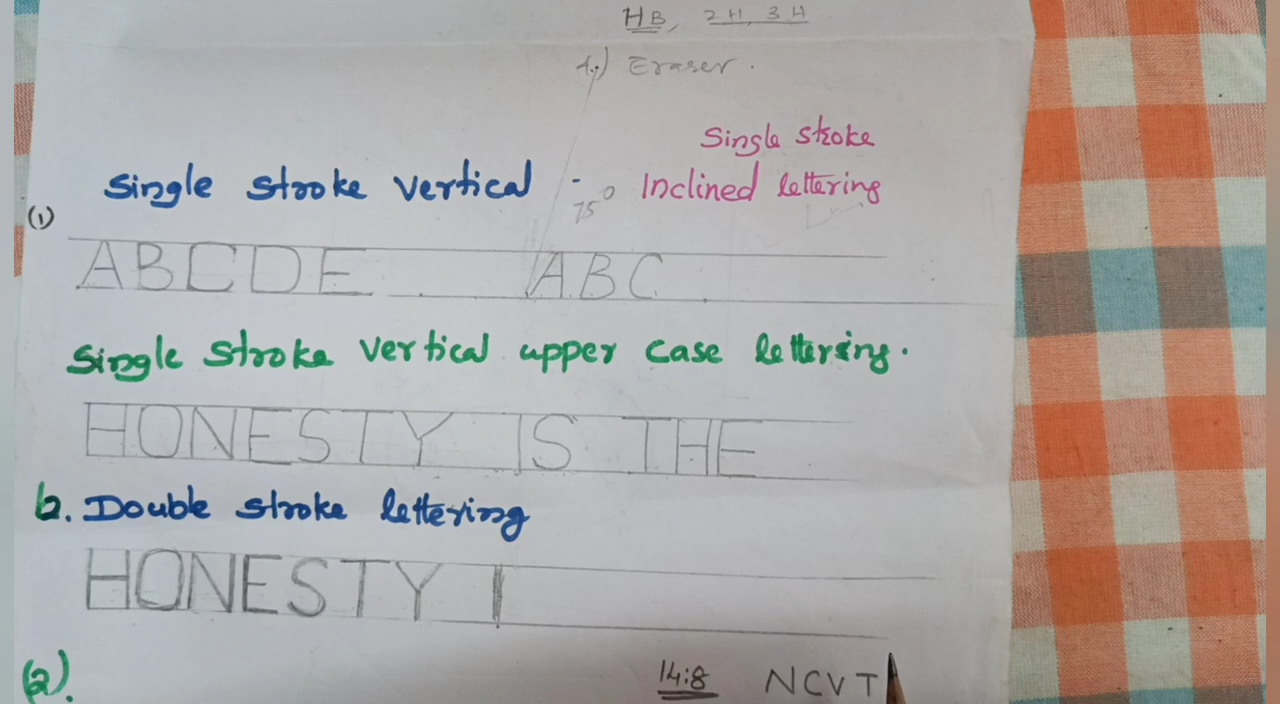 HB, 2H, 3H
4.) Eraser.
Single stroke
Single stroke vertical - 75° Inclined lettering
(1)
ABCDE ABC
Single stroke vertical upper case lettering.
HONESTY IS THE
b. Double stroke lettering
HONESTY I
(2).
14:8 NCVT